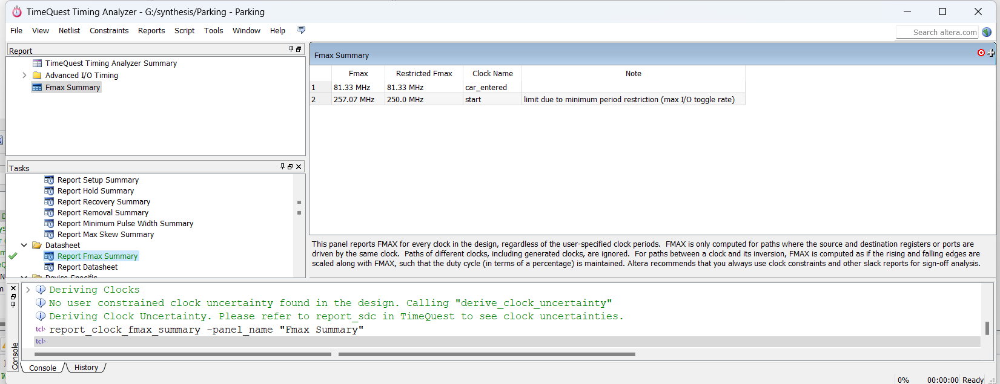 TimeQuest Timing Analyzer - G:/synthesis/Parking - Parking
File View Netlist Constraints Reports Script Tools Window Help
Search altera.com
Report
TimeQuest Timing Analyzer Summary
Advanced I/O Timing
Fmax Summary
Tasks
Report Setup Summary
Report Hold Summary
Report Recovery Summary
Report Removal Summary
Report Minimum Pulse Width Summary
Report Max Skew Summary
Datasheet
Report Fmax Summary
Report Datasheet
Device Specific
Fmax Summary
Fmax Restricted Fmax Clock Name Note
1 81.33 MHz 81.33 MHz car_entered
2 257.07 MHz 250.0 MHz start limit due to minimum period restriction (max I/O toggle rate)
This panel reports FMAX for every clock in the design, regardless of the user-specified clock periods. FMAX is only computed for paths where the source and destination registers or ports are
driven by the same clock. Paths of different clocks, including generated clocks, are ignored. For paths between a clock and its inversion, FMAX is computed as if the rising and falling edges are
scaled along with FMAX, such that the duty cycle (in terms of a percentage) is maintained. Altera recommends that you always use clock constraints and other slack reports for sign-off analysis.
Deriving Clocks
No user constrained clock uncertainty found in the design. Calling "derive_clock_uncertainty"
Deriving Clock Uncertainty. Please refer to report_sdc in TimeQuest to see clock uncertainties.
tcl> report_clock_fmax_summary -panel_name "Fmax Summary"
tcl>
Console
Console History
0% 00:00:00 Ready